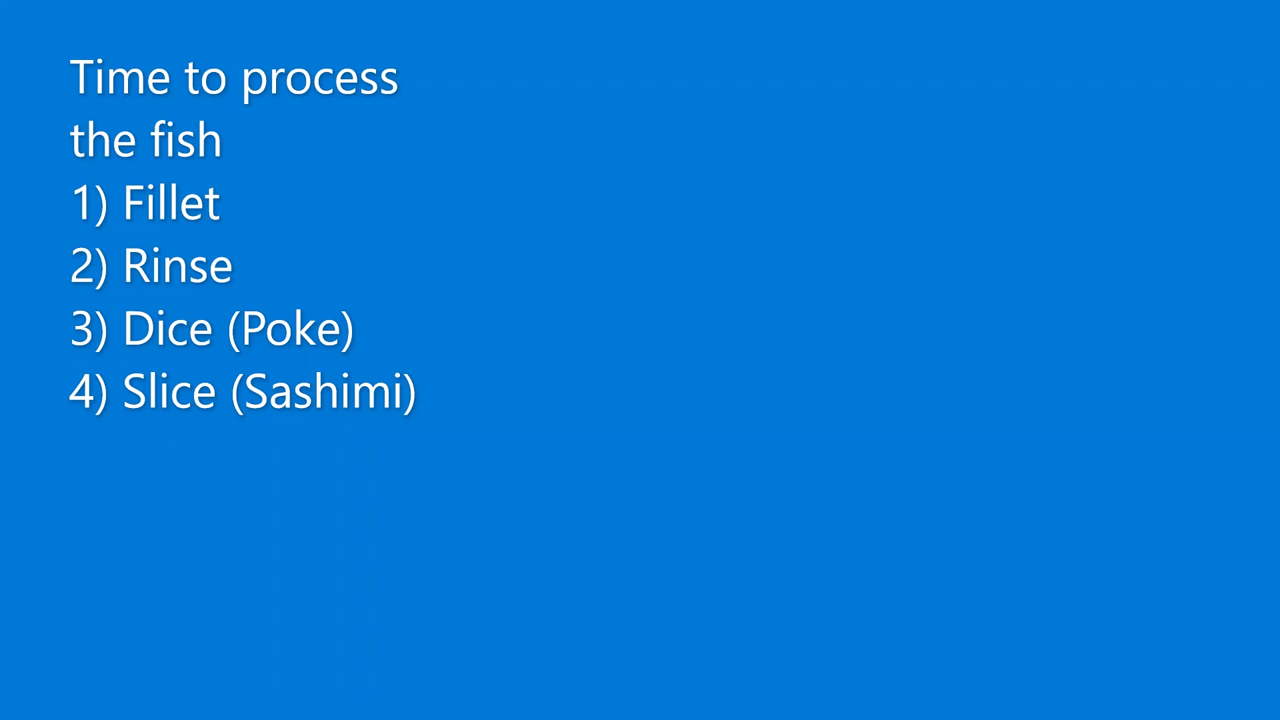 Time to process
the fish
1) Fillet
2) Rinse
3) Dice (Poke)
4) Slice (Sashimi)